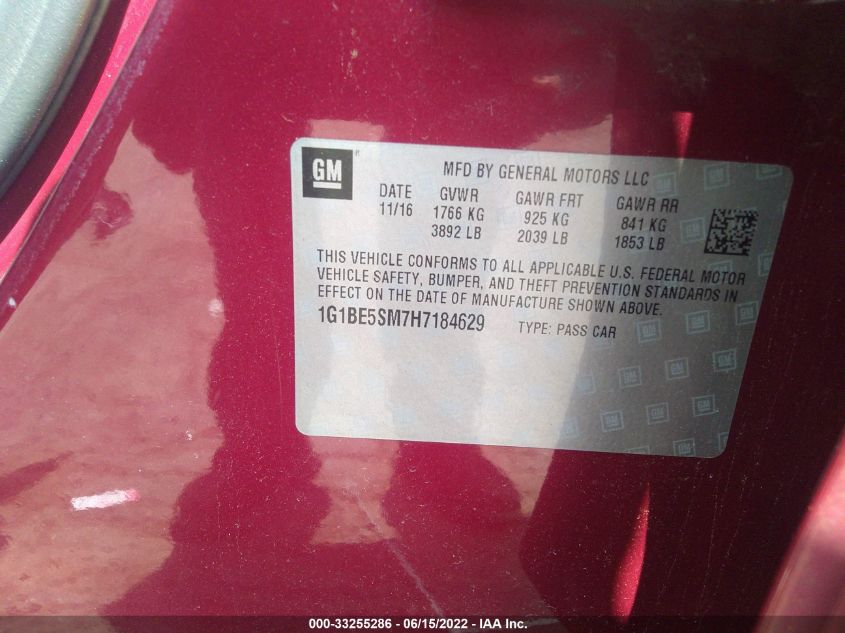 GM ®
MFD BY GENERAL MOTORS LLC
DATE GVWR GAWR FRT GAWR RR
11/16 1766 KG 925 KG 841 KG
3892 LB 2039 LB 1853 LB
THIS VEHICLE CONFORMS TO ALL APPLICABLE U.S. FEDERAL MOTOR
VEHICLE SAFETY, BUMPER, AND THEFT PREVENTION STANDARDS IN
EFFECT ON THE DATE OF MANUFACTURE SHOWN ABOVE.
1G1BE5SM7H7184629 TYPE: PASS CAR
000-33255286 - 06/15/2022 - IAA Inc.